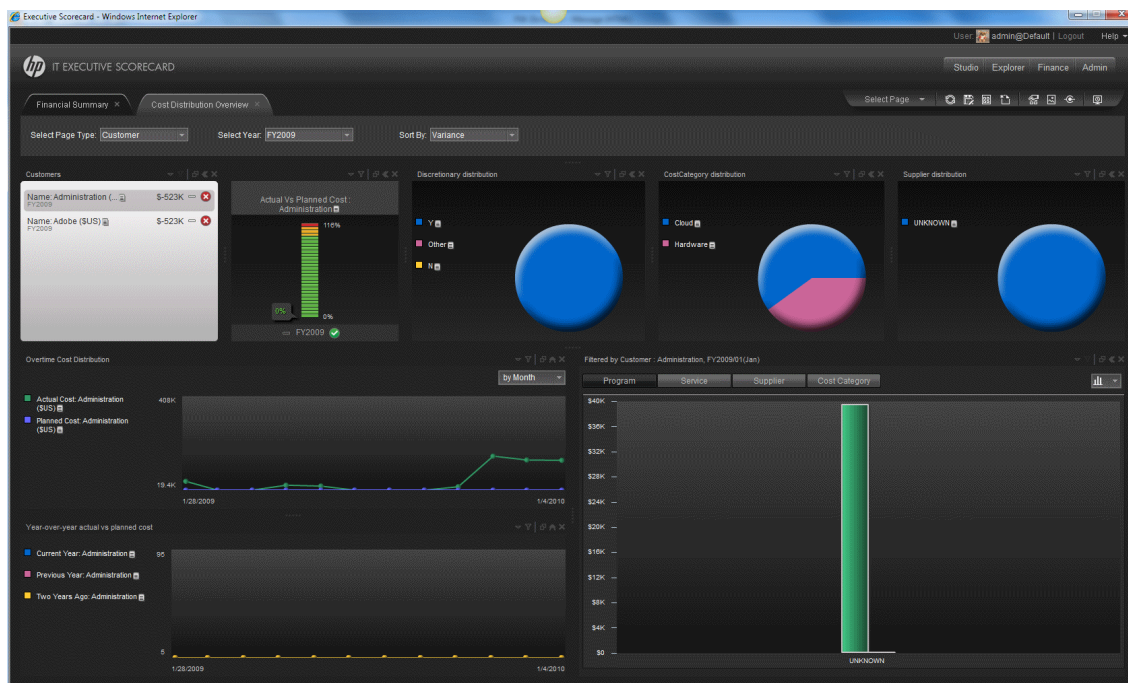 Executive Scorecard - Windows Internet Explorer
User: admin@Default | Logout Help
hp IT EXECUTIVE SCORECARD
Studio Explorer Finance Admin
Financial Summary × Cost Distribution Overview ×
Select Page
Select Page Type: Customer Select Year: FY2009 Sort By: Variance
Customers
Name: Administration (... $-523K
FY2009
Name: Adobe ($US) $-523K
FY2009
Actual Vs Planned Cost :
Administration
116%
0%
0%
FY2009
Discretionary distribution
Y
Other
N
CostCategory distribution
Cloud
Hardware
Supplier distribution
UNKNOWN
Overtime Cost Distribution
by Month
Actual Cost: Administration
($US)
Planned Cost: Administration
($US)
408K
19.4K
1/28/2009 1/4/2010
Year-over-year actual vs planned cost
Current Year: Administration
Previous Year: Administration
Two Years Ago: Administration
96
5
1/28/2009 1/4/2010
Filtered by Customer : Administration, FY2009/01(Jan)
Program Service Supplier Cost Category
$40K
$36K
$32K
$28K
$24K
$20K
$16K
$12K
$8K
$4K
$0
UNKNOWN